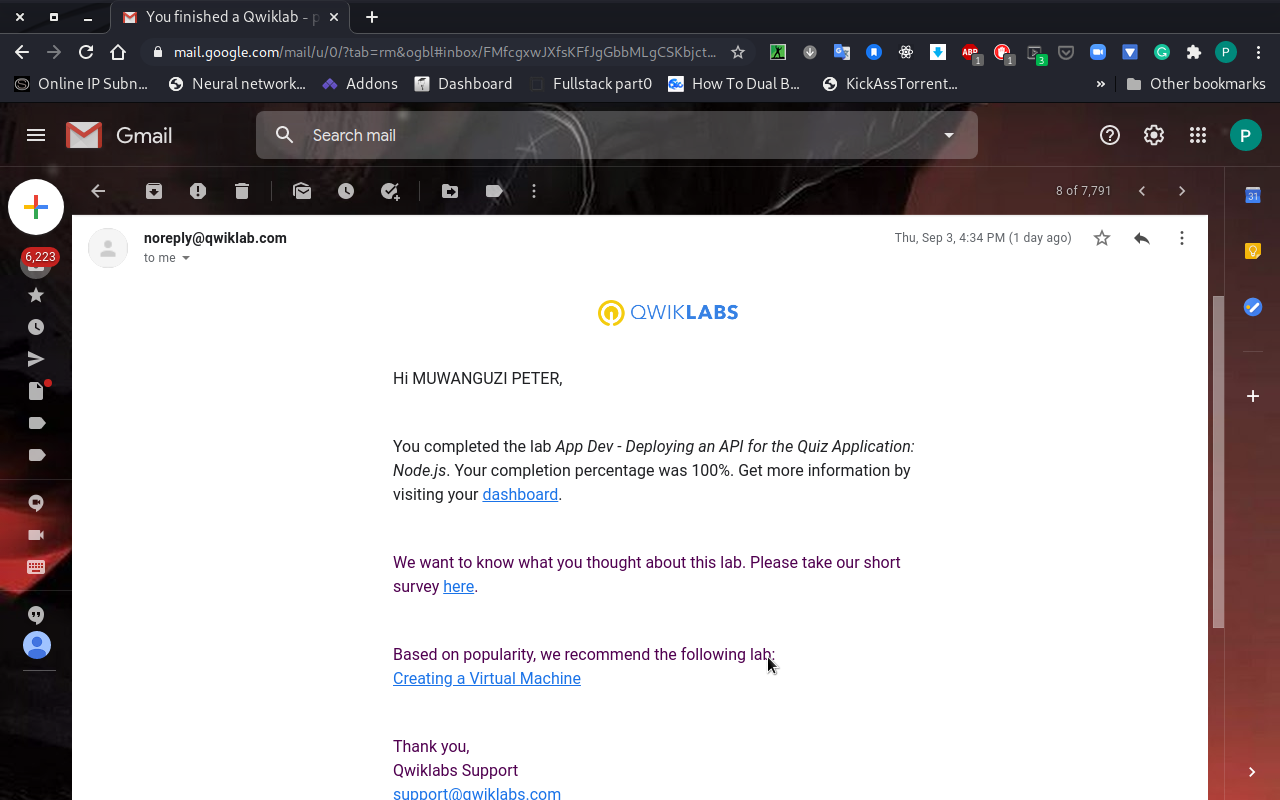 You finished a Qwiklab - p
mail.google.com/mail/u/0/?tab=rm&ogbl#inbox/FMfcgxwJXfsKFfJgGbbMLgCSKbjct...
ABP
1
1
3
P
Online IP Subn...
Neural network...
Addons
Dashboard
Fullstack part0
How To Dual B...
KickAssTorrent...
»
Other bookmarks
Gmail
Search mail
P
8 of 7,791
31
6,223
noreply@qwiklab.com
Thu, Sep 3, 4:34 PM (1 day ago)
to me
QWIKLABS
Hi MUWANGUZI PETER,
You completed the lab App Dev - Deploying an API for the Quiz Application:
Node.js. Your completion percentage was 100%. Get more information by
visiting your dashboard.
We want to know what you thought about this lab. Please take our short
survey here.
Based on popularity, we recommend the following lab:
Creating a Virtual Machine
Thank you,
Qwiklabs Support
support@qwiklabs.com